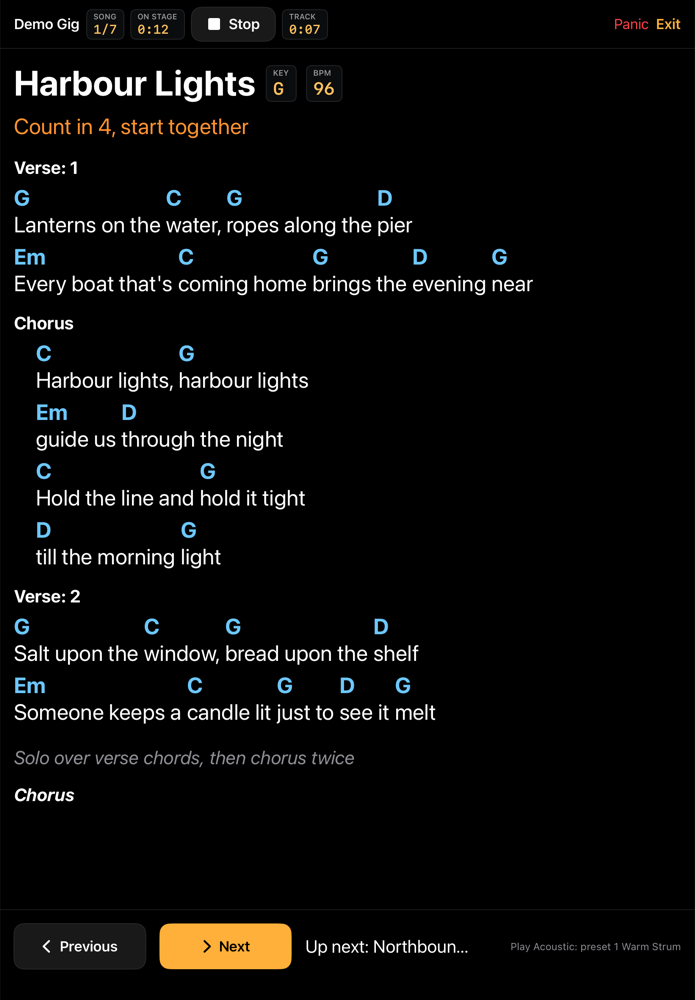 Demo Gig SONG 1/7 ON STAGE 0:12 Stop TRACK 0:07 Panic Exit
Harbour Lights KEY G BPM 96
Count in 4, start together
Verse: 1
G C G D
Lanterns on the water, ropes along the pier
Em C G D G
Every boat that's coming home brings the evening near
Chorus
C G
Harbour lights, harbour lights
Em D
guide us through the night
C G
Hold the line and hold it tight
D G
till the morning light
Verse: 2
G C G D
Salt upon the window, bread upon the shelf
Em C G D G
Someone keeps a candle lit just to see it melt
Solo over verse chords, then chorus twice
Chorus
Previous Next Up next: Northboun... Play Acoustic: preset 1 Warm Strum